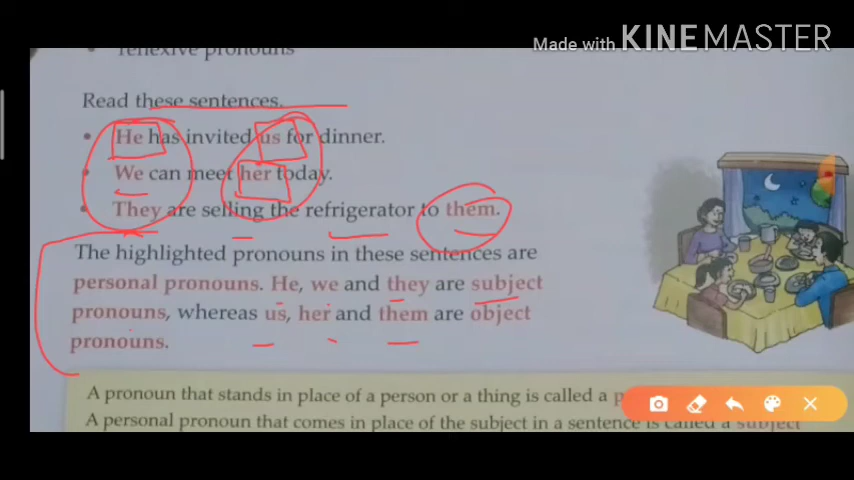 Made with KINEMASTER
reflexive pronouns
Read these sentences.
• He has invited us for dinner.
• We can meet her today.
• They are selling the refrigerator to them.
The highlighted pronouns in these sentences are
personal pronouns. He, we and they are subject
pronouns, whereas us, her and them are object
pronouns.
A pronoun that stands in place of a person or a thing is called a p
A personal pronoun that comes in place of the subject in a sentence is called a subject